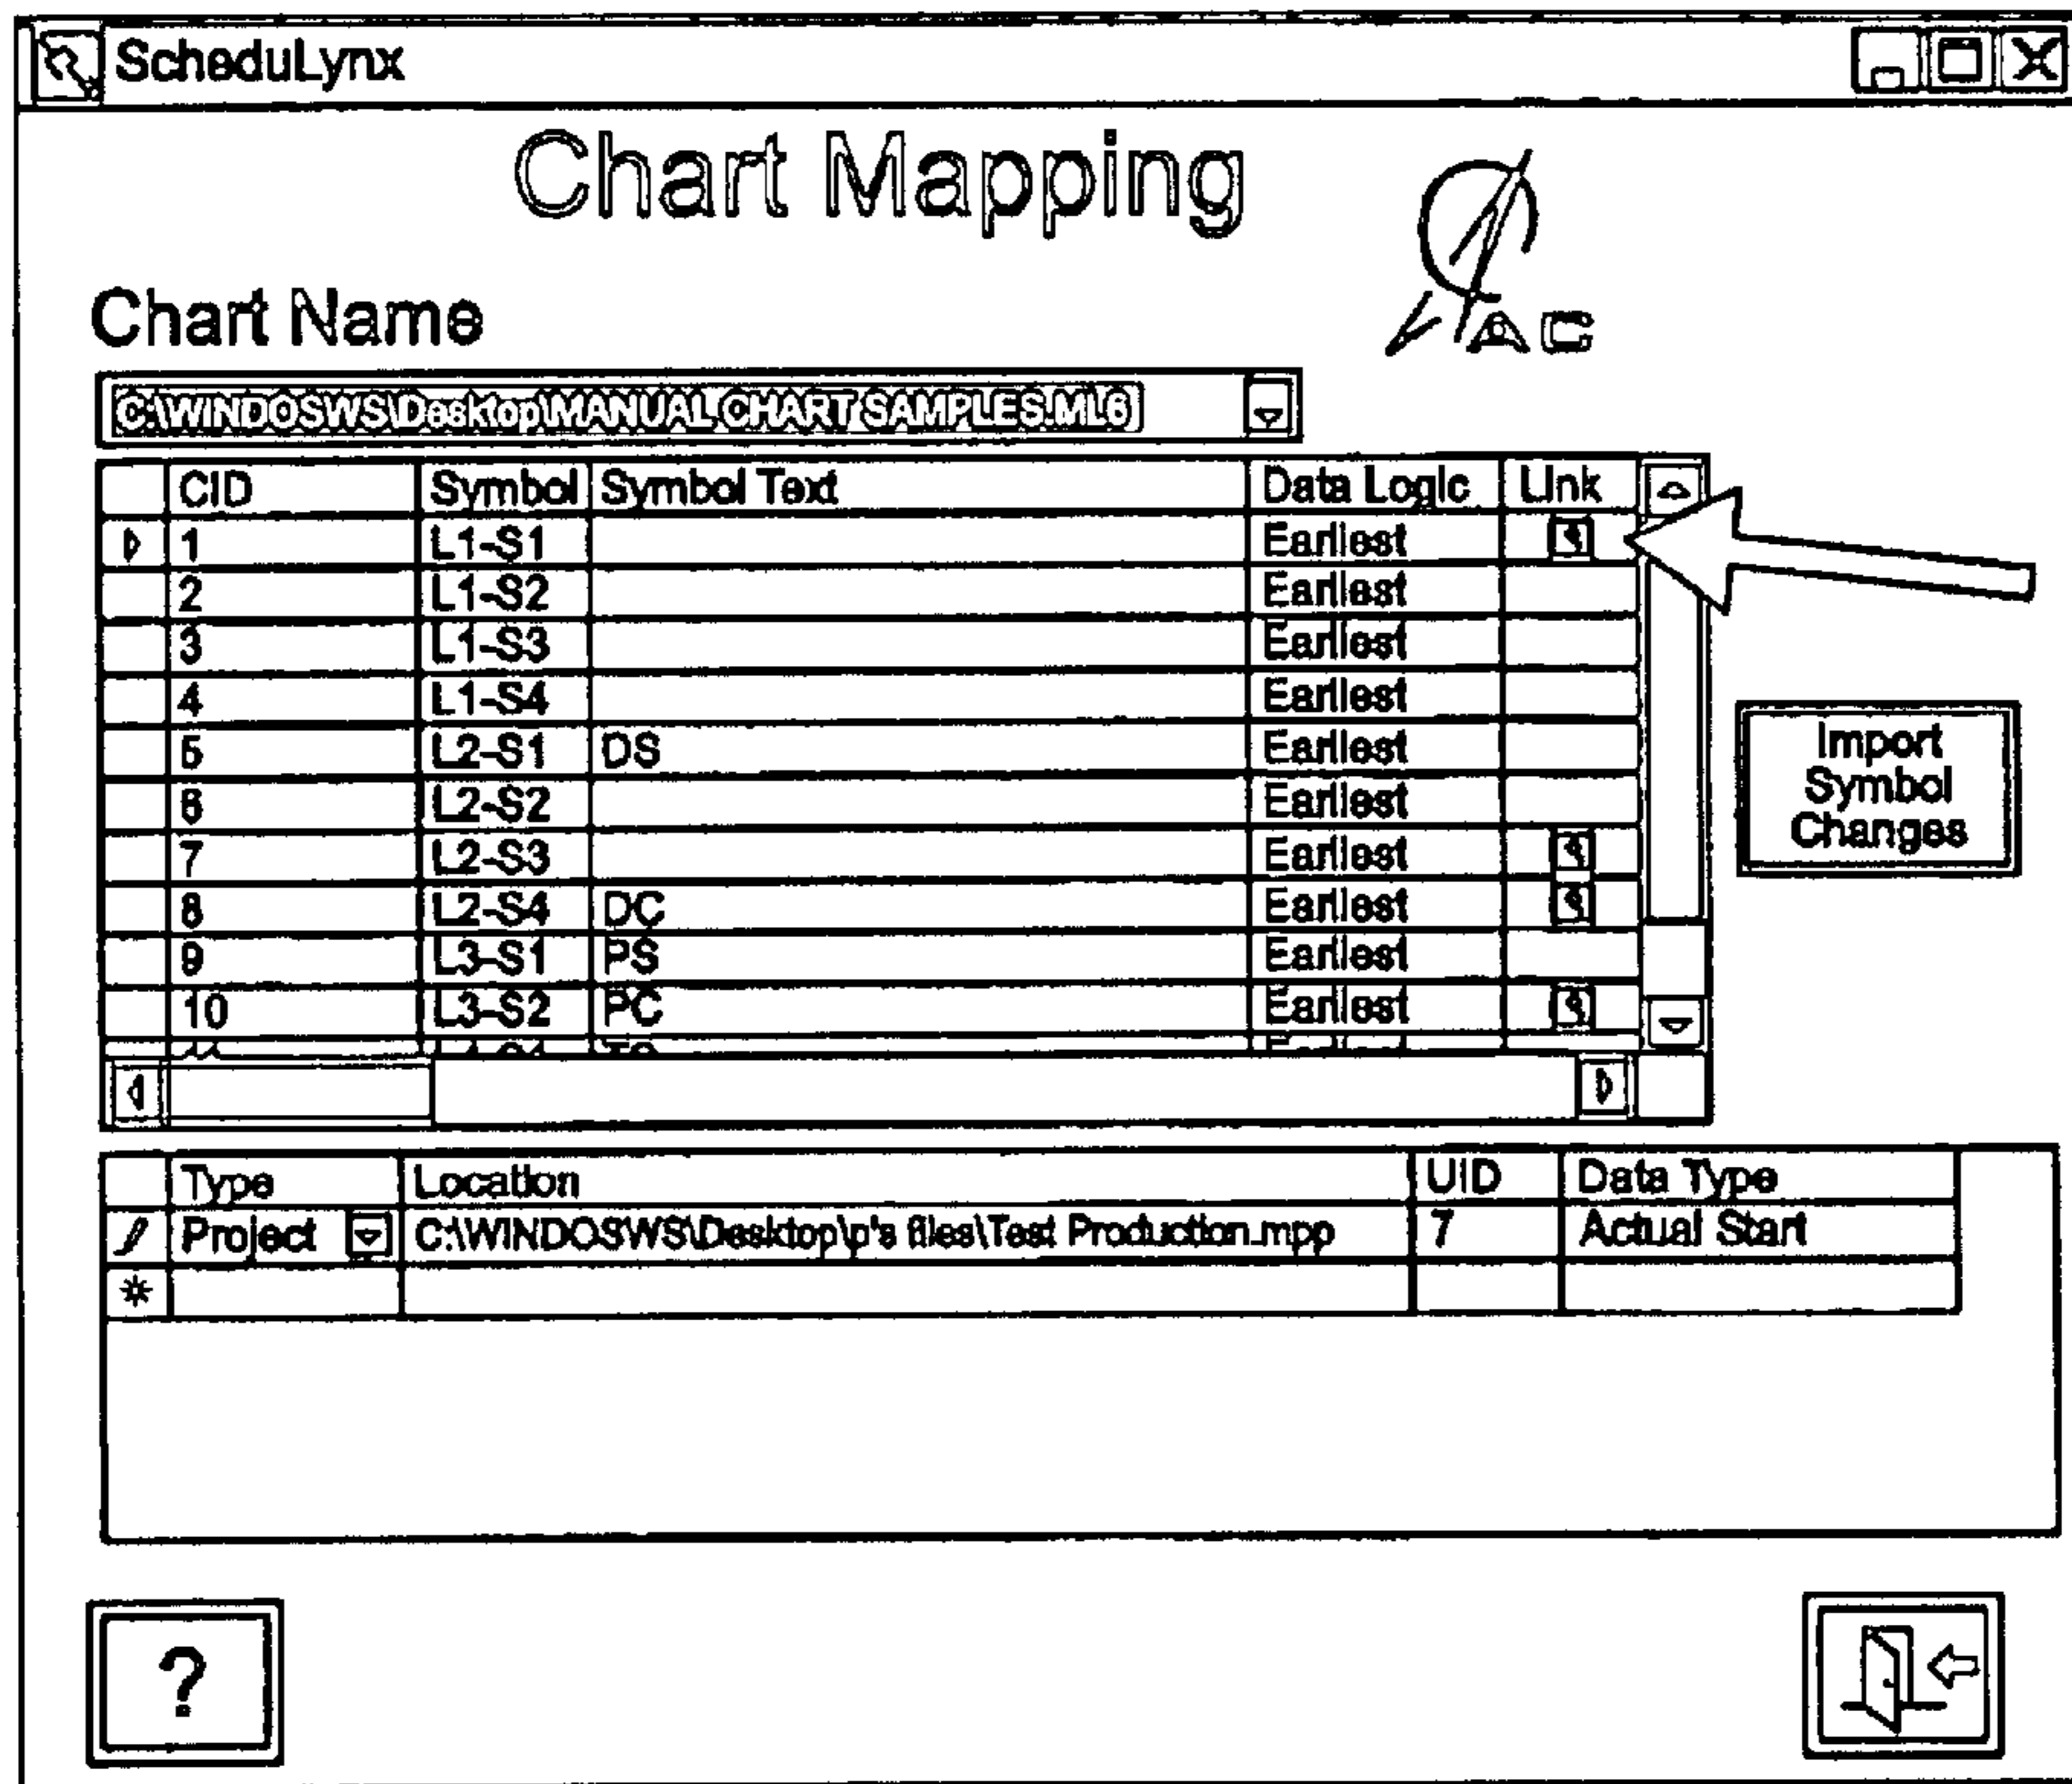 ScheduLynx
Chart Mapping
AC
Chart Name
C:\WINDOSWS\Desktop\MANUAL CHART SAMPLES.ML6
CID Symbol Symbol Text Data Logic Link
1 L1-S1 Earliest
2 L1-S2 Earliest
3 L1-S3 Earliest
4 L1-S4 Earliest
5 L2-S1 DS Earliest
6 L2-S2 Earliest
7 L2-S3 Earliest
8 L2-S4 DC Earliest
9 L3-S1 PS Earliest
10 L3-S2 PC Earliest
Import
Symbol
Changes
Type Location UID Data Type
Project C:\WINDOSWS\Desktop\p's files\Test Production.mpp 7 Actual Start
*
?